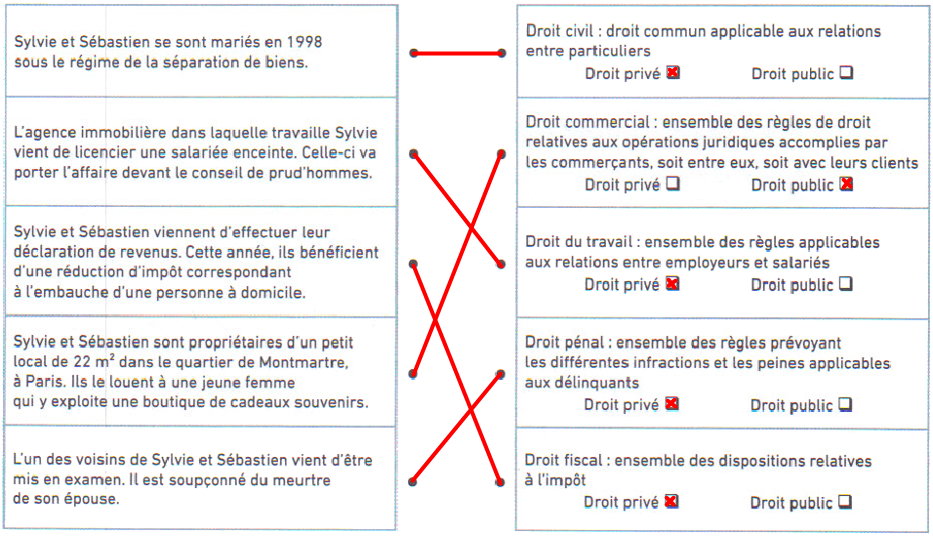 Sylvie et Sébastien se sont mariés en 1998
sous le régime de la séparation de biens.
L'agence immobilière dans laquelle travaille Sylvie
vient de licencier une salariée enceinte. Celle-ci va
porter l'affaire devant le conseil de prud'hommes.
Sylvie et Sébastien viennent d'effectuer leur
déclaration de revenus. Cette année, ils bénéficient
d'une réduction d'impôt correspondant
à l'embauche d'une personne à domicile.
Sylvie et Sébastien sont propriétaires d'un petit
local de 22 m² dans le quartier de Montmartre,
à Paris. Ils le louent à une jeune femme
qui y exploite une boutique de cadeaux souvenirs.
L'un des voisins de Sylvie et Sébastien vient d'être
mis en examen. Il est soupçonné du meurtre
de son épouse.
Droit civil : droit commun applicable aux relations
entre particuliers
Droit privé ☒ Droit public ☐
Droit commercial : ensemble des règles de droit
relatives aux opérations juridiques accomplies par
les commerçants, soit entre eux, soit avec leurs clients
Droit privé ☐ Droit public ☒
Droit du travail : ensemble des règles applicables
aux relations entre employeurs et salariés
Droit privé ☒ Droit public ☐
Droit pénal : ensemble des règles prévoyant
les différentes infractions et les peines applicables
aux délinquants
Droit privé ☒ Droit public ☐
Droit fiscal : ensemble des dispositions relatives
à l'impôt
Droit privé ☒ Droit public ☐